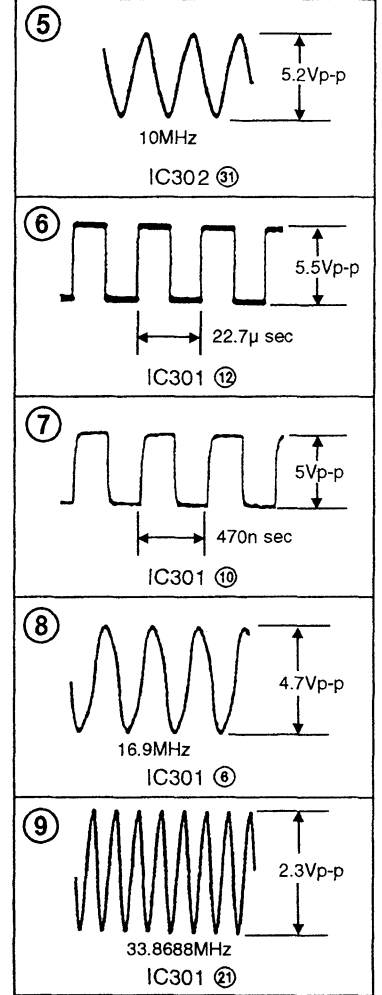 ⑤
5.2Vp-p
10MHz
IC302 ㉛
⑥
5.5Vp-p
22.7μ sec
IC301 ⑫
⑦
5Vp-p
470n sec
IC301 ⑩
⑧
4.7Vp-p
16.9MHz
IC301 ⑥
⑨
2.3Vp-p
33.8688MHz
IC301 ㉑